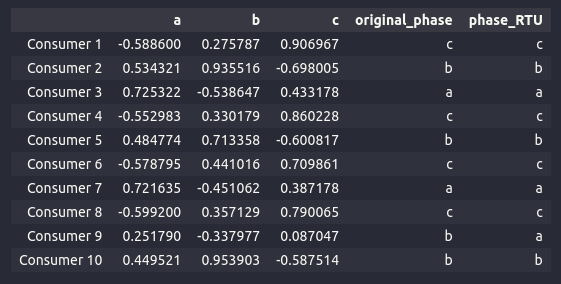 a b c original_phase phase_RTU
Consumer 1 -0.588600 0.275787 0.906967 c c
Consumer 2 0.534321 0.935516 -0.698005 b b
Consumer 3 0.725322 -0.538647 0.433178 a a
Consumer 4 -0.552983 0.330179 0.860228 c c
Consumer 5 0.484774 0.713358 -0.600817 b b
Consumer 6 -0.578795 0.441016 0.709861 c c
Consumer 7 0.721635 -0.451062 0.387178 a a
Consumer 8 -0.599200 0.357129 0.790065 c c
Consumer 9 0.251790 -0.337977 0.087047 b a
Consumer 10 0.449521 0.953903 -0.587514 b b